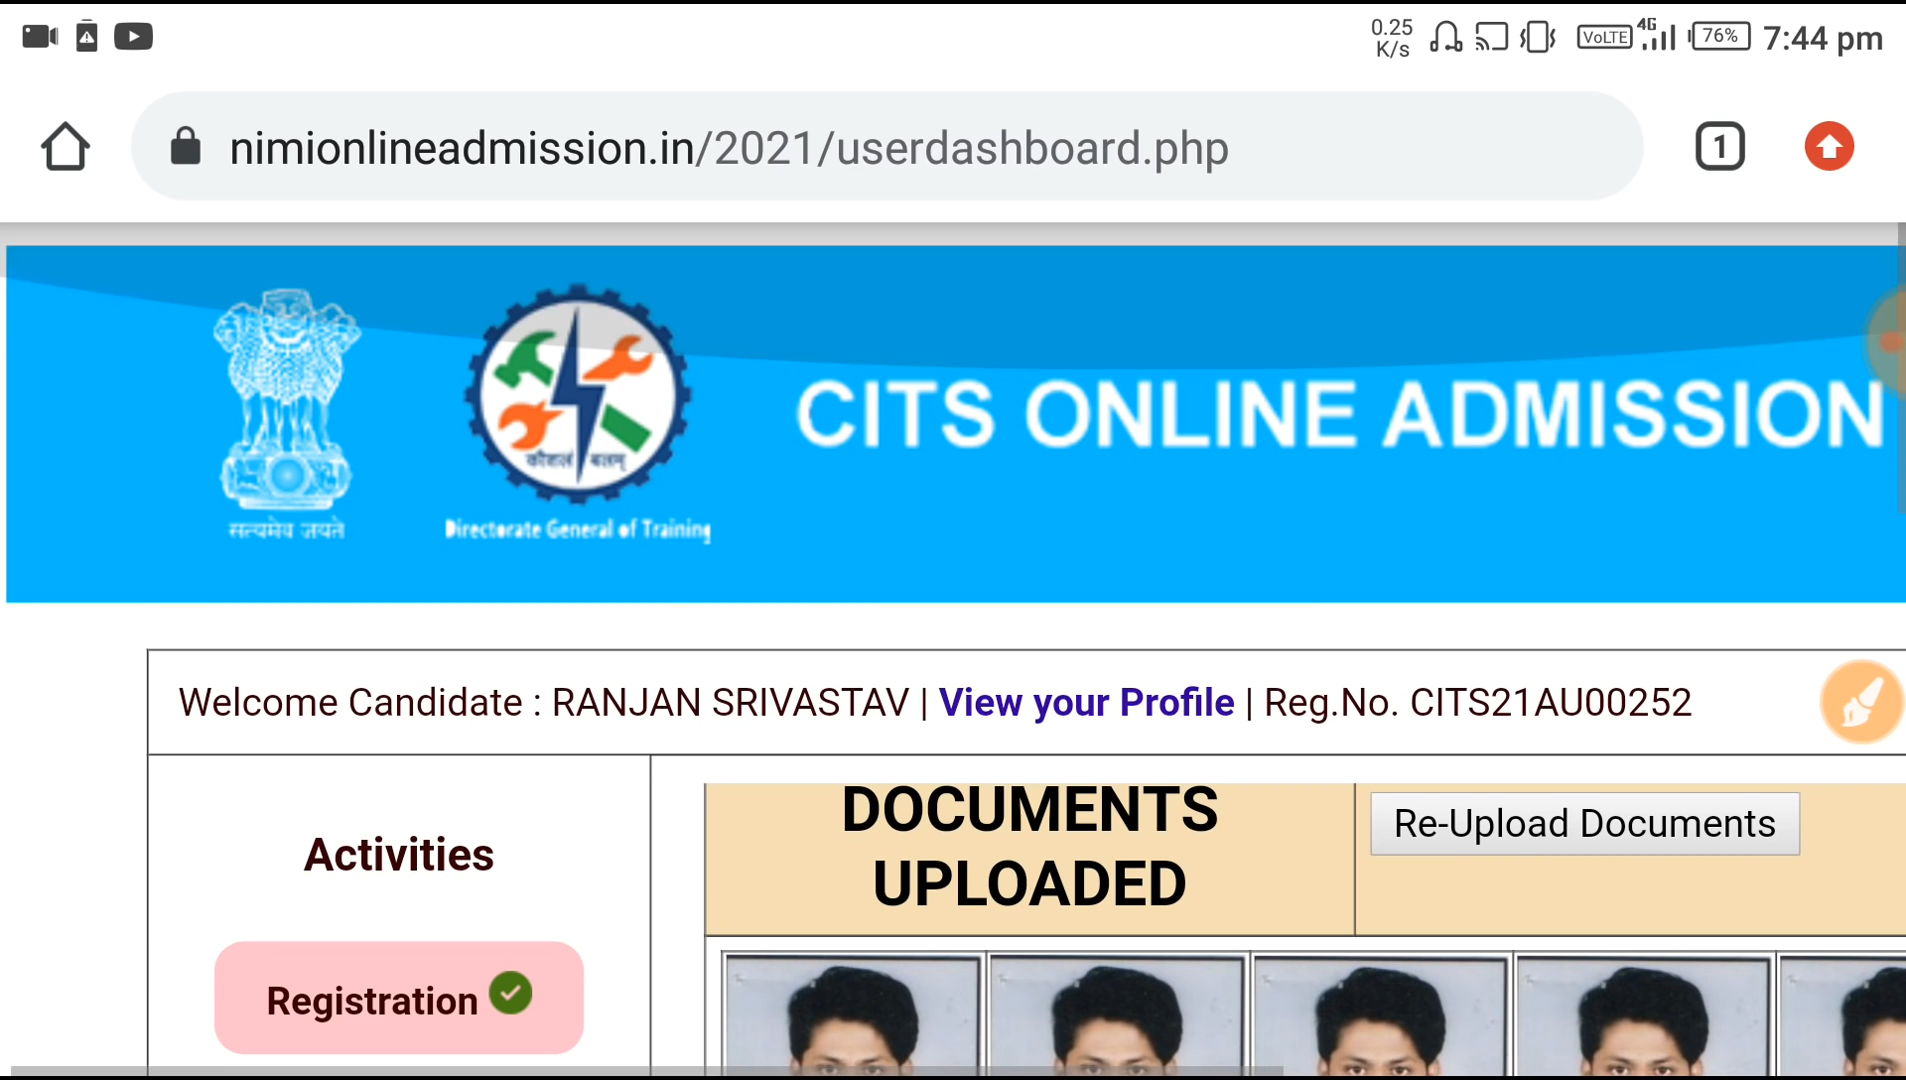 0.25
K/s
VoLTE
4G
76%
7:44 pm
nimionlineadmission.in/2021/userdashboard.php
1
कौशलं बलम्
सत्यमेव जयते
Directorate General of Training
CITS ONLINE ADMISSION
Welcome Candidate : RANJAN SRIVASTAV | View your Profile | Reg.No. CITS21AU00252
Activities
DOCUMENTS
UPLOADED
Re-Upload Documents
Registration